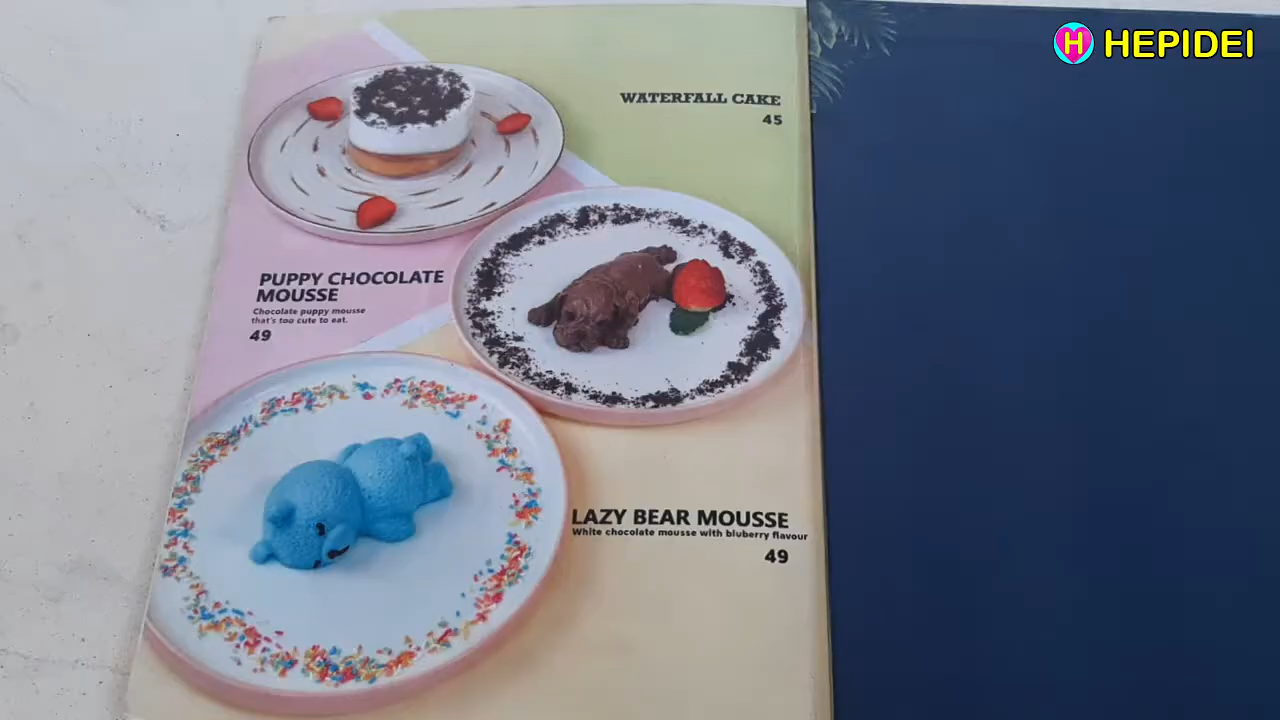 H HEPIDEI
WATERFALL CAKE
45
PUPPY CHOCOLATE
MOUSSE
Chocolate puppy mousse
that's too cute to eat.
49
LAZY BEAR MOUSSE
White chocolate mousse with bluberry flavour
49